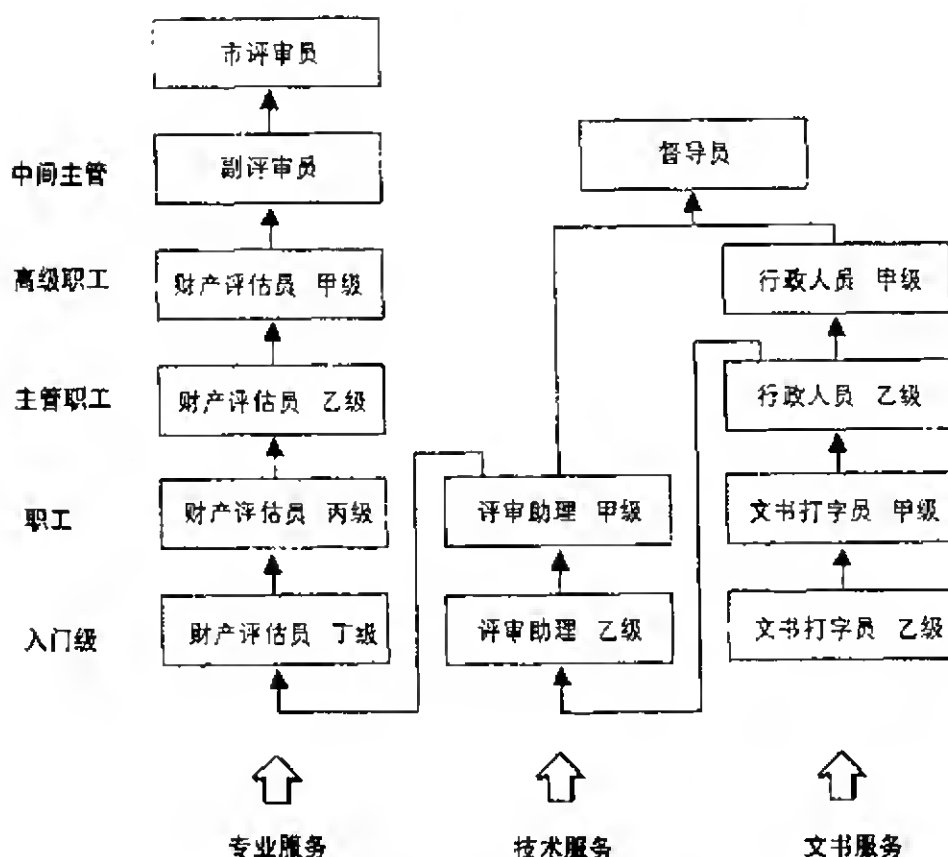 市评审员
中间主管 副评审员 督导员
高级职工 财产评估员 甲级 行政人员 甲级
主管职工 财产评估员 乙级 行政人员 乙级
职工 财产评估员 丙级 评审助理 甲级 文书打字员 甲级
入门级 财产评估员 丁级 评审助理 乙级 文书打字员 乙级
专业服务 技术服务 文书服务